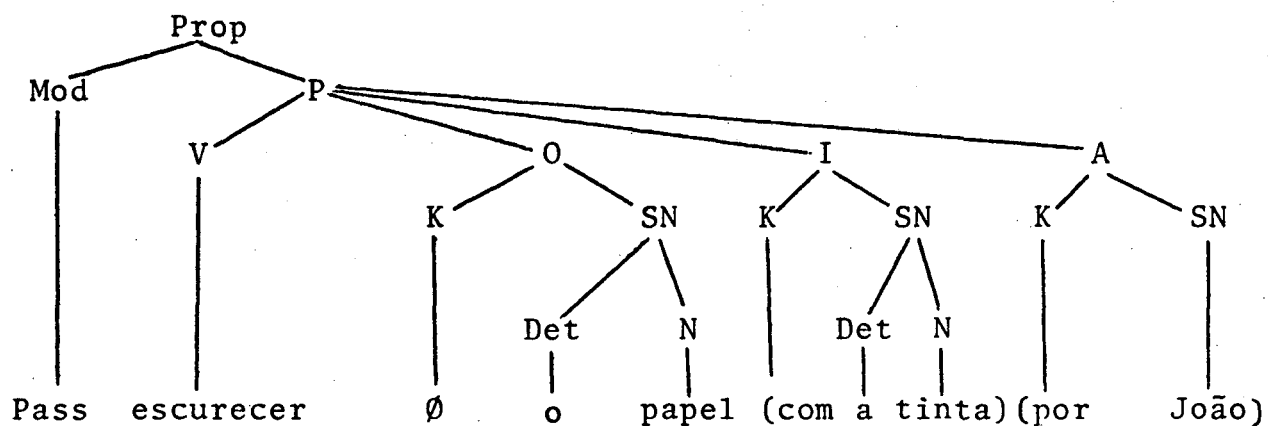 Prop
Mod P
V O I A
K SN K SN K SN
Det N Det N
Pass escurecer Ø o papel (com a tinta)(por João)